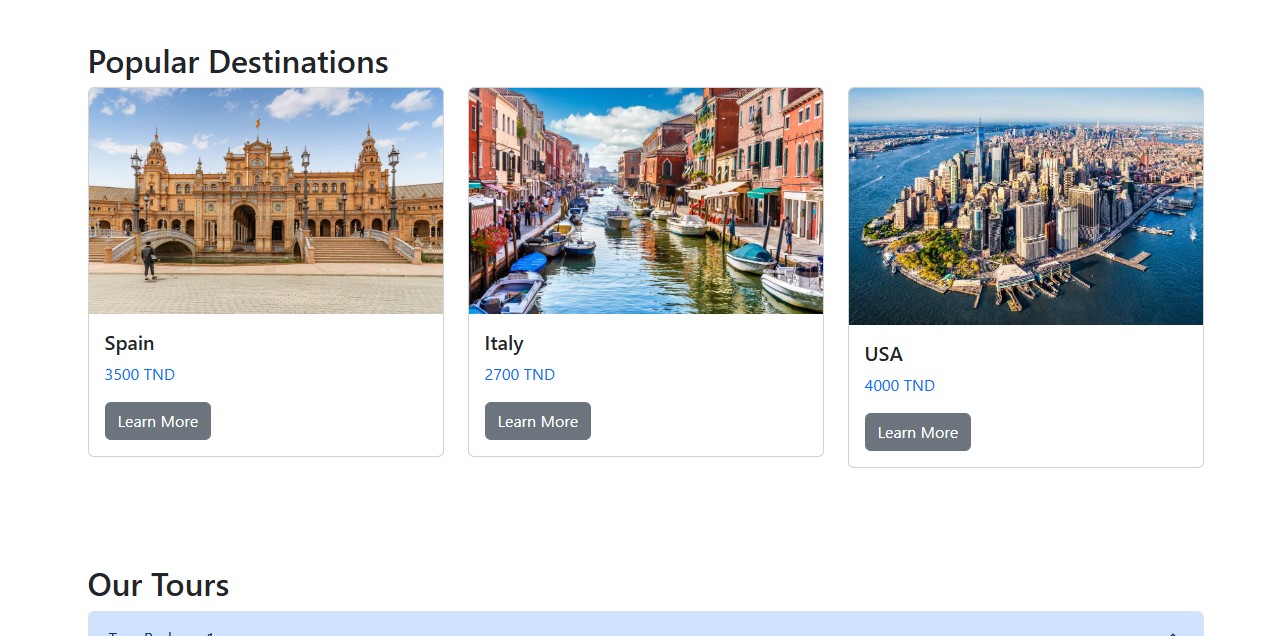 Popular Destinations
Spain
3500 TND
Learn More
Italy
2700 TND
Learn More
USA
4000 TND
Learn More
Our Tours